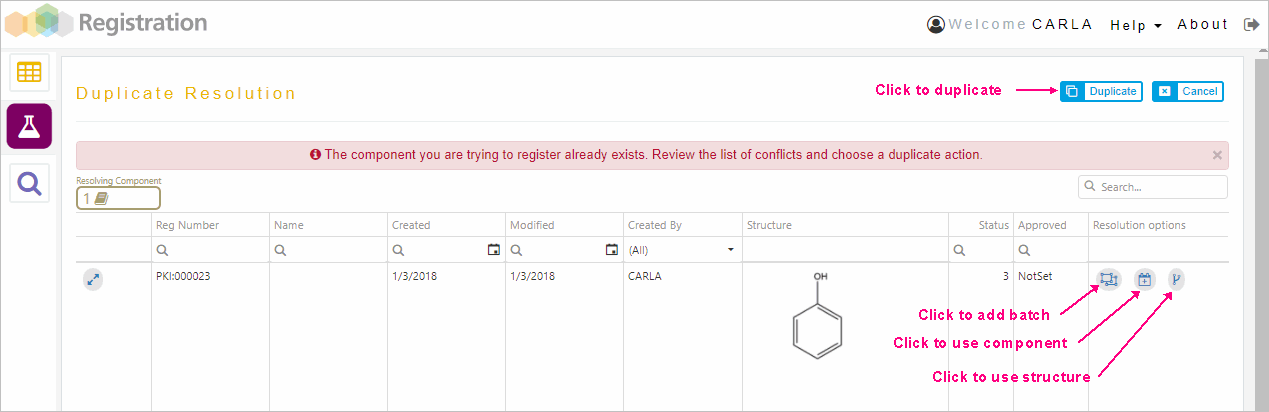 Registration
Welcome CARLA Help About
Duplicate Resolution
Click to duplicate
Duplicate
Cancel
The component you are trying to register already exists. Review the list of conflicts and choose a duplicate action.
Resolving Component
1
Search...
Reg Number Name Created Modified Created By Structure Status Approved Resolution options
(All)
PKI:000023 1/3/2018 1/3/2018 CARLA 3 NotSet
OH
Click to add batch
Click to use component
Click to use structure